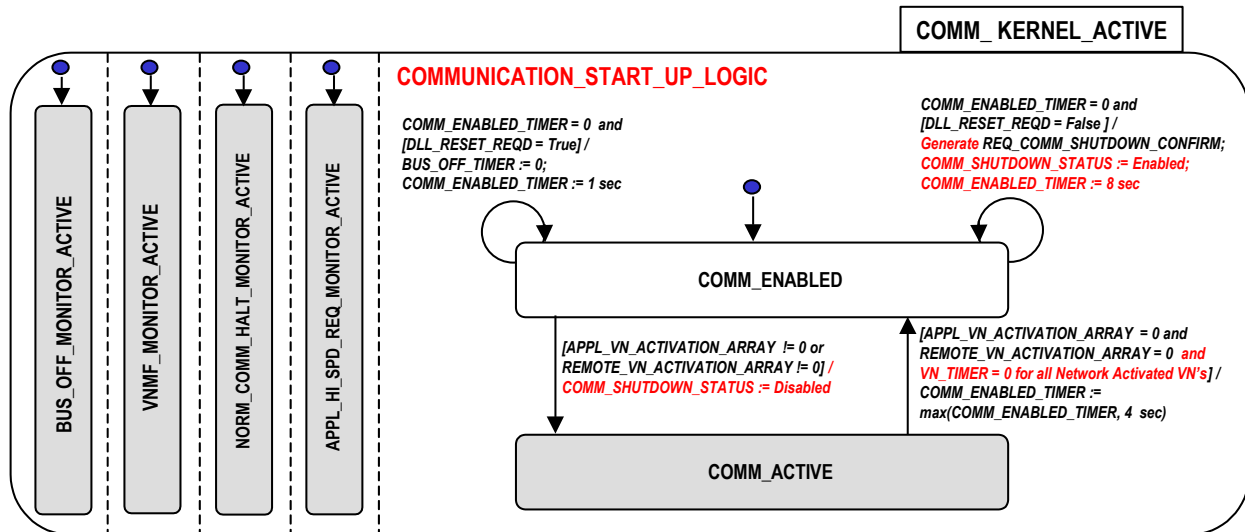 COMM_ KERNEL_ACTIVE
BUS_OFF_MONITOR_ACTIVE
VNMF_MONITOR_ACTIVE
NORM_COMM_HALT_MONITOR_ACTIVE
APPL_HI_SPD_REQ_MONITOR_ACTIVE
COMMUNICATION_START_UP_LOGIC
COMM_ENABLED_TIMER = 0 and
[DLL_RESET_REQD = True] /
BUS_OFF_TIMER := 0;
COMM_ENABLED_TIMER := 1 sec
COMM_ENABLED_TIMER = 0 and
[DLL_RESET_REQD = False ] /
Generate REQ_COMM_SHUTDOWN_CONFIRM;
COMM_SHUTDOWN_STATUS := Enabled;
COMM_ENABLED_TIMER := 8 sec
COMM_ENABLED
[APPL_VN_ACTIVATION_ARRAY != 0 or
REMOTE_VN_ACTIVATION_ARRAY != 0] /
COMM_SHUTDOWN_STATUS := Disabled
[APPL_VN_ACTIVATION_ARRAY = 0 and
REMOTE_VN_ACTIVATION_ARRAY = 0 and
VN_TIMER = 0 for all Network Activated VN's] /
COMM_ENABLED_TIMER :=
max(COMM_ENABLED_TIMER, 4 sec)
COMM_ACTIVE